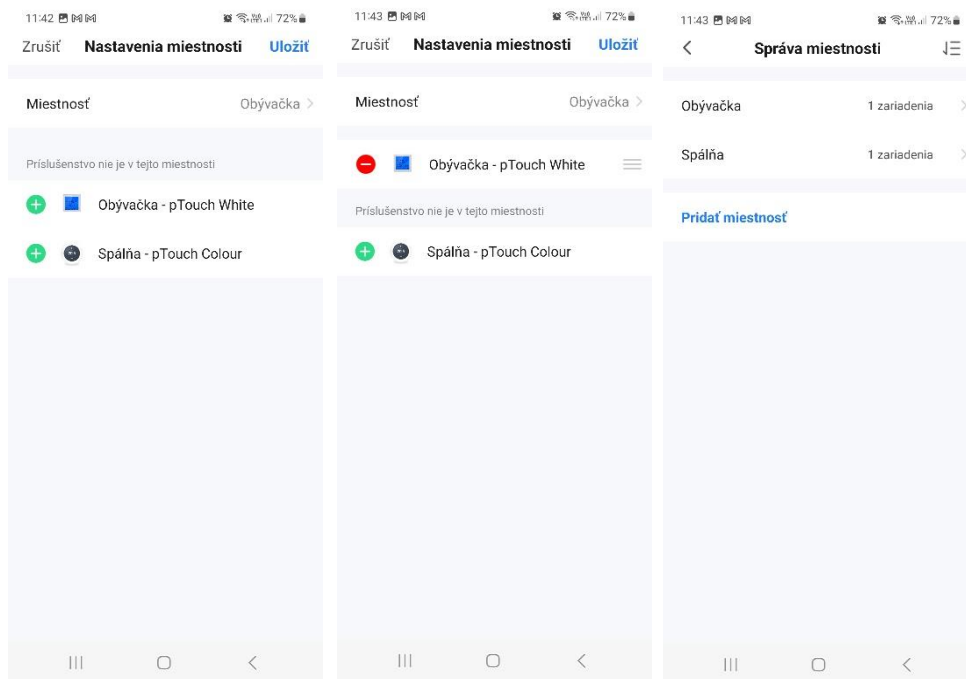 11:42 72%
Zrušiť Nastavenia miestnosti Uložiť
Miestnosť Obývačka
Príslušenstvo nie je v tejto miestnosti
Obývačka - pTouch White
Spálňa - pTouch Colour
11:43 72%
Zrušiť Nastavenia miestnosti Uložiť
Miestnosť Obývačka
Obývačka - pTouch White
Príslušenstvo nie je v tejto miestnosti
Spálňa - pTouch Colour
11:43 72%
Správa miestnosti
Obývačka 1 zariadenia
Spálňa 1 zariadenia
Pridať miestnosť